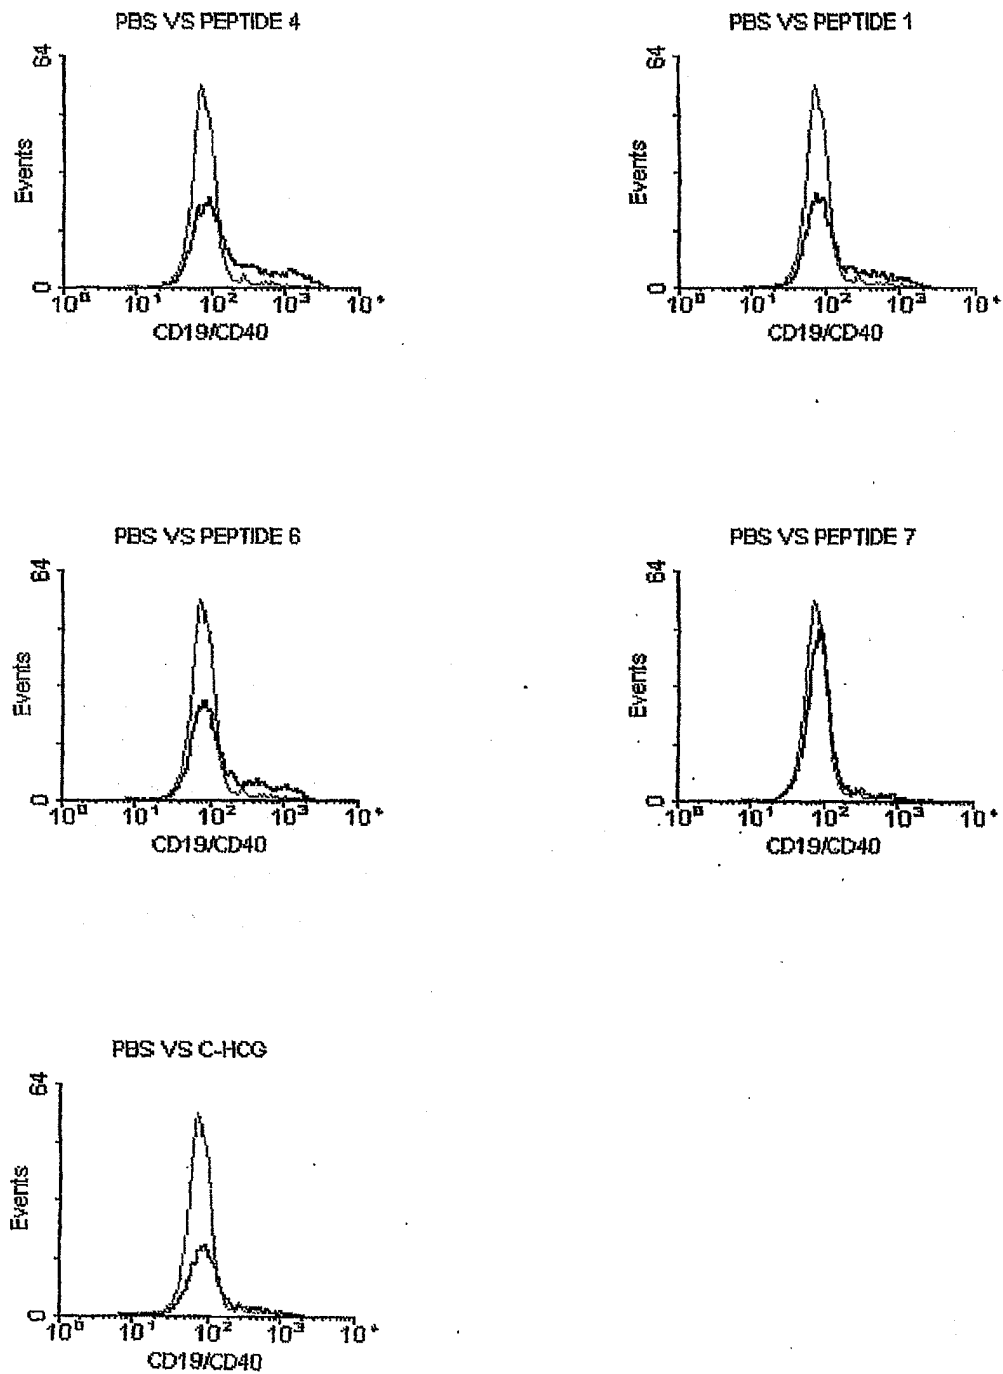 PBS VS PEPTIDE 4
64
Events
0
10⁰ 10¹ 10² 10³ 10⁴
CD19/CD40
PBS VS PEPTIDE 1
64
Events
0
10⁰ 10¹ 10² 10³ 10⁴
CD19/CD40
PBS VS PEPTIDE 6
64
Events
0
10⁰ 10¹ 10² 10³ 10⁴
CD19/CD40
PBS VS PEPTIDE 7
64
Events
0
10⁰ 10¹ 10² 10³ 10⁴
CD19/CD40
PBS VS C-HCG
64
Events
0
10⁰ 10¹ 10² 10³ 10⁴
CD19/CD40